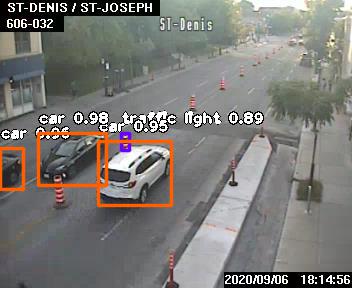 ST-DENIS / ST-JOSEPH
606-032
ST-Denis
car 0.98 traffic light 0.89
car 0.96 car 0.95
2020/09/06 18:14:56